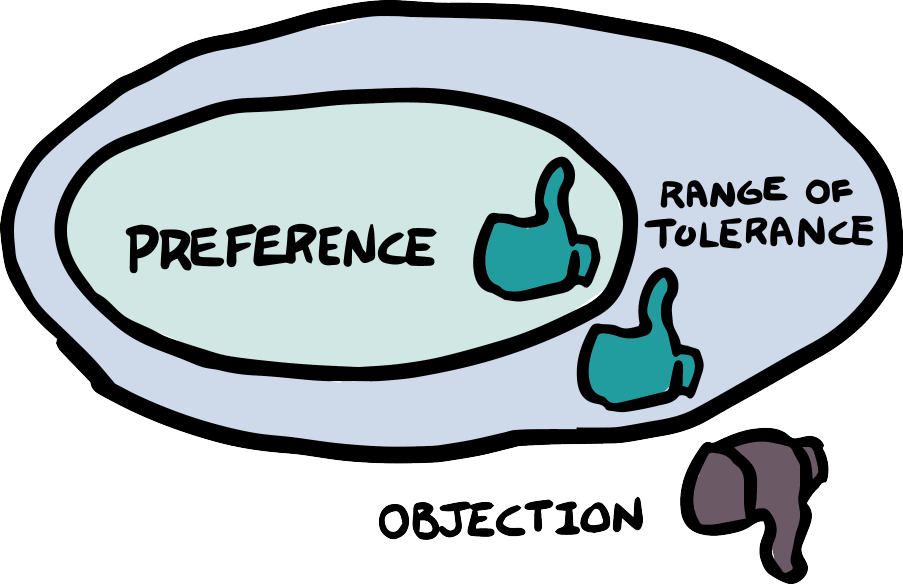 PREFERENCE
RANGE OF
TOLERANCE
OBJECTION